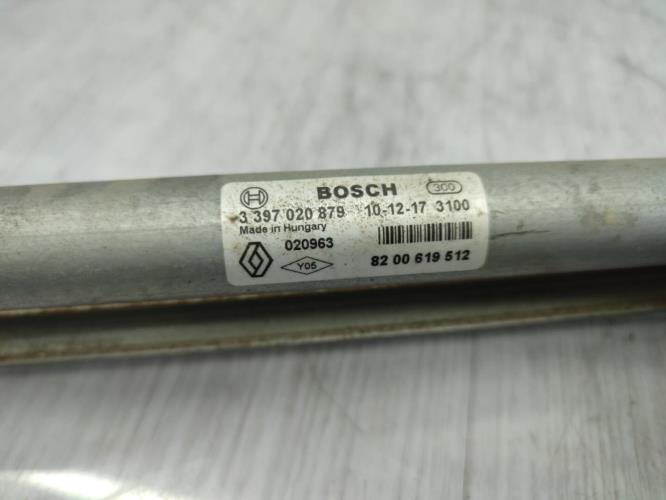 BOSCH 300
3 397 020 879 10-12-17 3100
Made in Hungary
020963
Y05 82 00 619 512